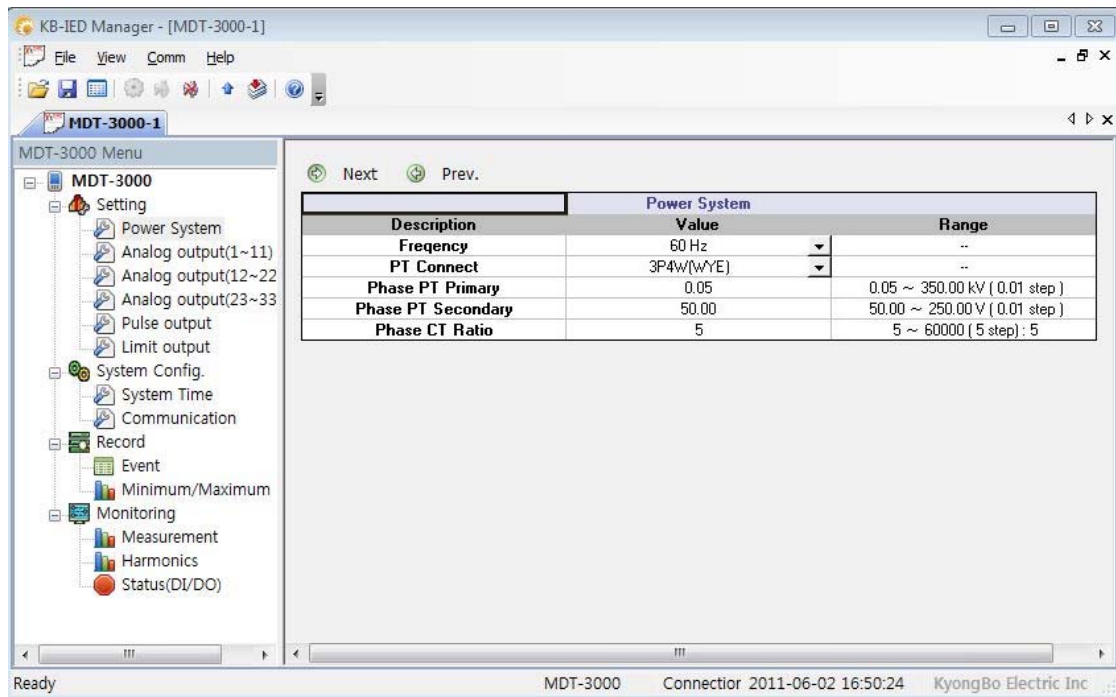 KB-IED Manager - [MDT-3000-1]
File View Comm Help
MDT-3000-1
MDT-3000 Menu
MDT-3000
Setting
Power System
Analog output(1~11)
Analog output(12~22
Analog output(23~33
Pulse output
Limit output
System Config.
System Time
Communication
Record
Event
Minimum/Maximum
Monitoring
Measurement
Harmonics
Status(DI/DO)
Next Prev.
Power System
Description Value Range
Freqency 60 Hz --
PT Connect 3P4W(WYE) --
Phase PT Primary 0.05 0.05 ~ 350.00 kV ( 0.01 step )
Phase PT Secondary 50.00 50.00 ~ 250.00 V ( 0.01 step )
Phase CT Ratio 5 5 ~ 60000 ( 5 step) : 5
Ready MDT-3000 Connectior 2011-06-02 16:50:24 KyongBo Electric Inc